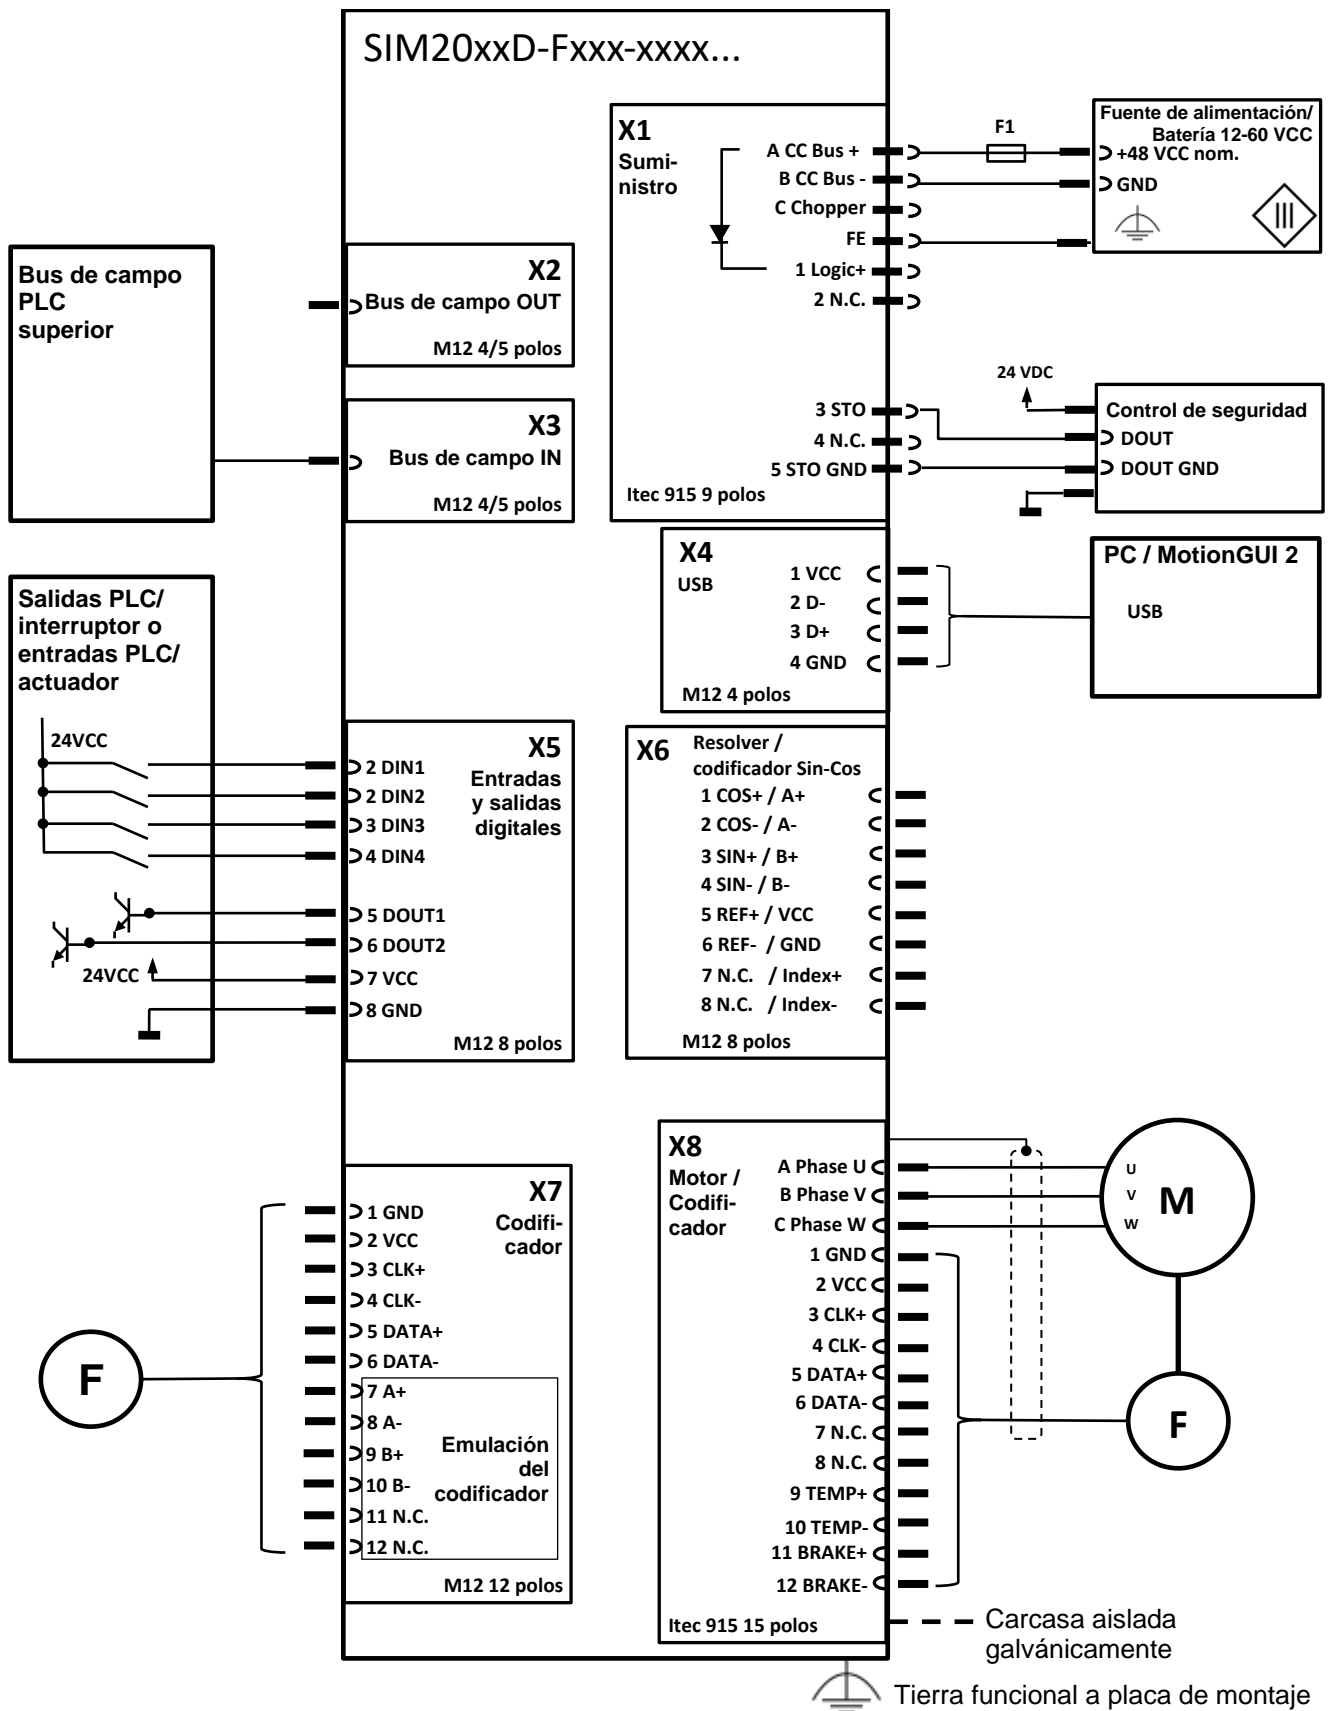 SIM20xxD-Fxxx-xxxx...
X1
Sumi-
nistro
A CC Bus +
B CC Bus -
C Chopper
FE
1 Logic+
2 N.C.
3 STO
4 N.C.
5 STO GND
Itec 915 9 polos
F1
Fuente de alimentación/
Batería 12-60 VCC
+48 VCC nom.
GND
III
24 VDC
Control de seguridad
DOUT
DOUT GND
Bus de campo
PLC
superior
X2
Bus de campo OUT
M12 4/5 polos
X3
Bus de campo IN
M12 4/5 polos
X4
USB
1 VCC
2 D-
3 D+
4 GND
M12 4 polos
PC / MotionGUI 2
USB
Salidas PLC/
interruptor o
entradas PLC/
actuador
24VCC
24VCC
X5
Entradas
y salidas
digitales
2 DIN1
2 DIN2
3 DIN3
4 DIN4
5 DOUT1
6 DOUT2
7 VCC
8 GND
M12 8 polos
X6
Resolver /
codificador Sin-Cos
1 COS+ / A+
2 COS- / A-
3 SIN+ / B+
4 SIN- / B-
5 REF+ / VCC
6 REF- / GND
7 N.C. / Index+
8 N.C. / Index-
M12 8 polos
F
X7
Codifi-
cador
1 GND
2 VCC
3 CLK+
4 CLK-
5 DATA+
6 DATA-
7 A+
8 A-
9 B+
10 B-
11 N.C.
12 N.C.
Emulación
del
codificador
M12 12 polos
X8
Motor /
Codifi-
cador
A Phase U
B Phase V
C Phase W
1 GND
2 VCC
3 CLK+
4 CLK-
5 DATA+
6 DATA-
7 N.C.
8 N.C.
9 TEMP+
10 TEMP-
11 BRAKE+
12 BRAKE-
Itec 915 15 polos
U
V
W
M
F
Carcasa aislada
galvánicamente
Tierra funcional a placa de montaje